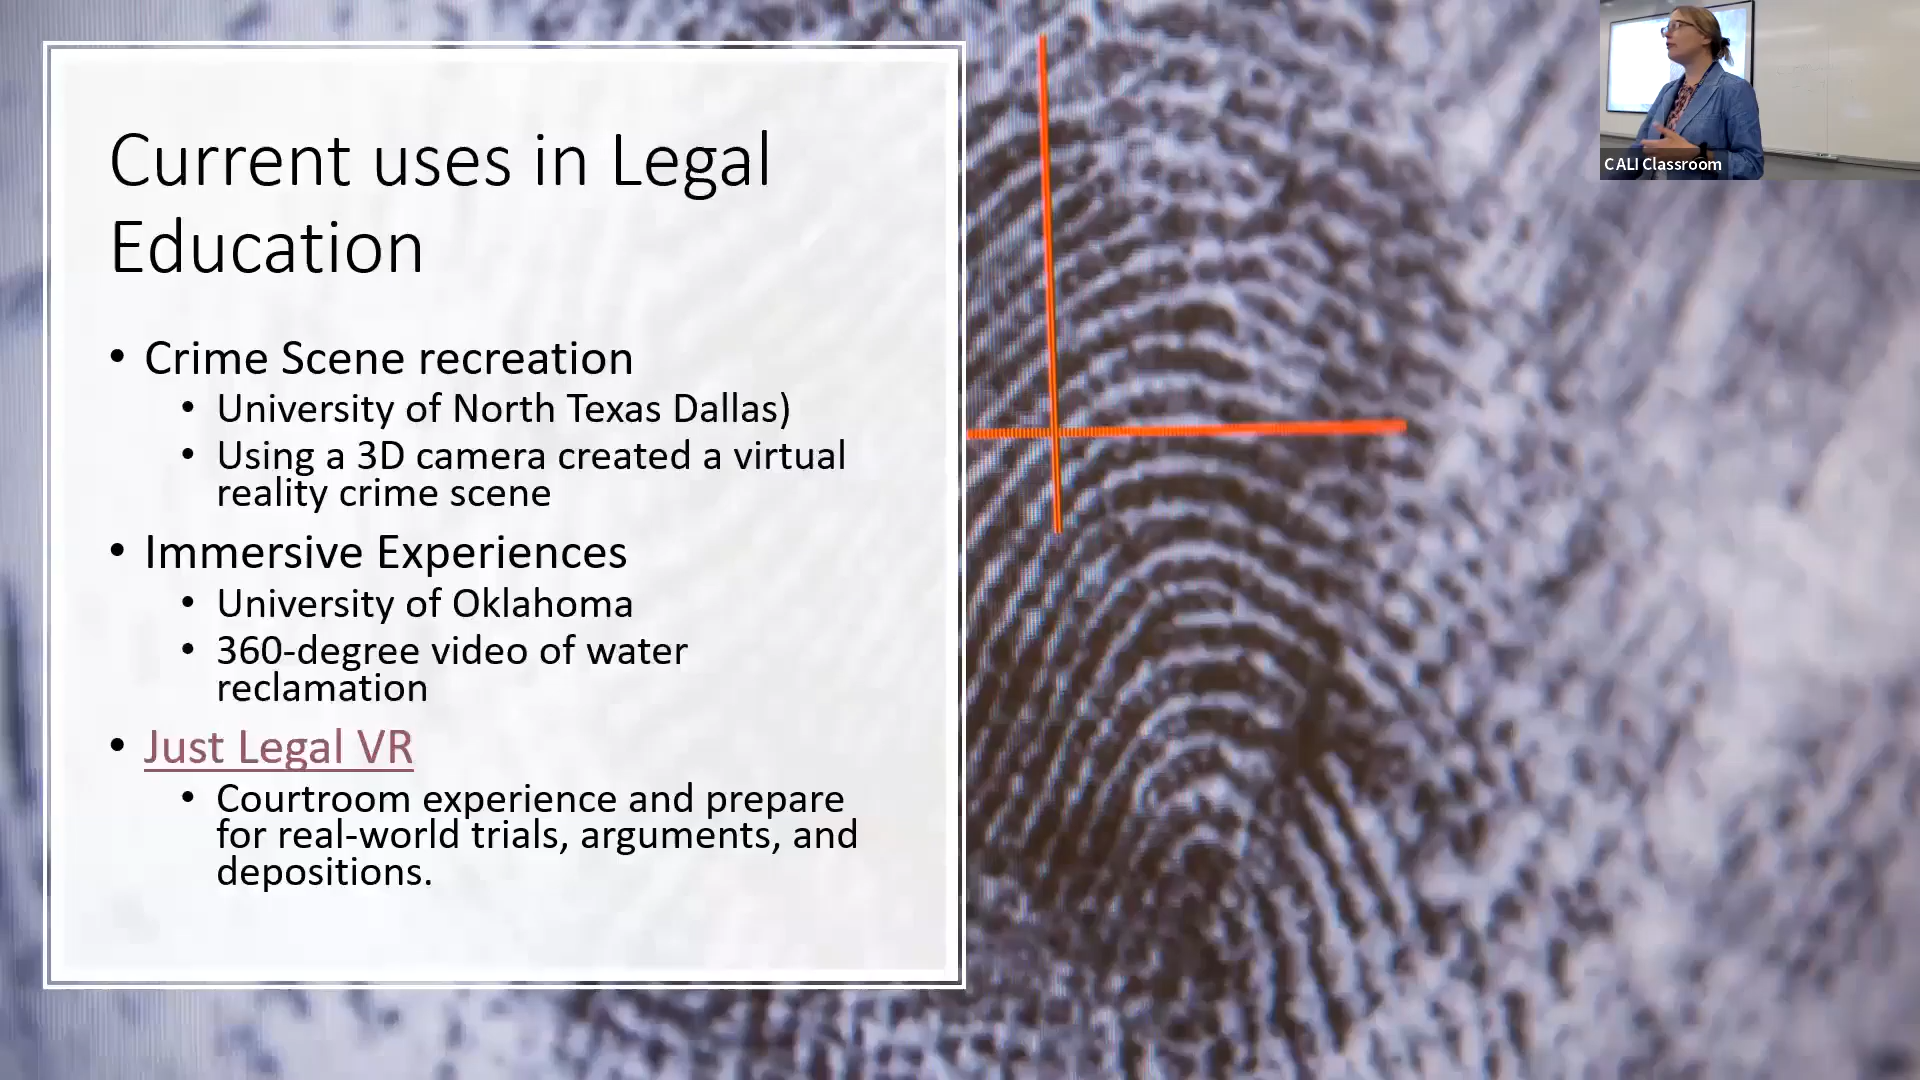 Current uses in Legal
Education
• Crime Scene recreation
• University of North Texas Dallas)
• Using a 3D camera created a virtual
reality crime scene
• Immersive Experiences
• University of Oklahoma
• 360-degree video of water
reclamation
• Just Legal VR
• Courtroom experience and prepare
for real-world trials, arguments, and
depositions.
CALI Classroom